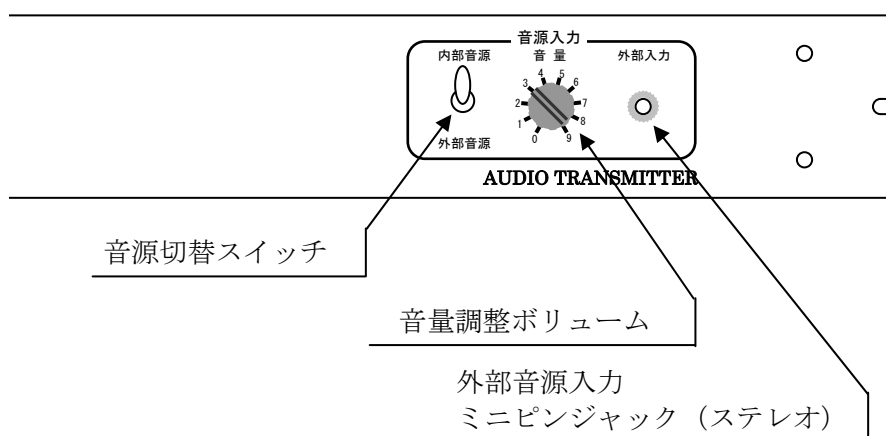 音源入力
内部音源
音 量
外部入力
0 1 2 3 4 5 6 7 8 9
外部音源
AUDIO TRANSMITTER
音源切替スイッチ
音量調整ボリューム
外部音源入力
ミニピンジャック（ステレオ）